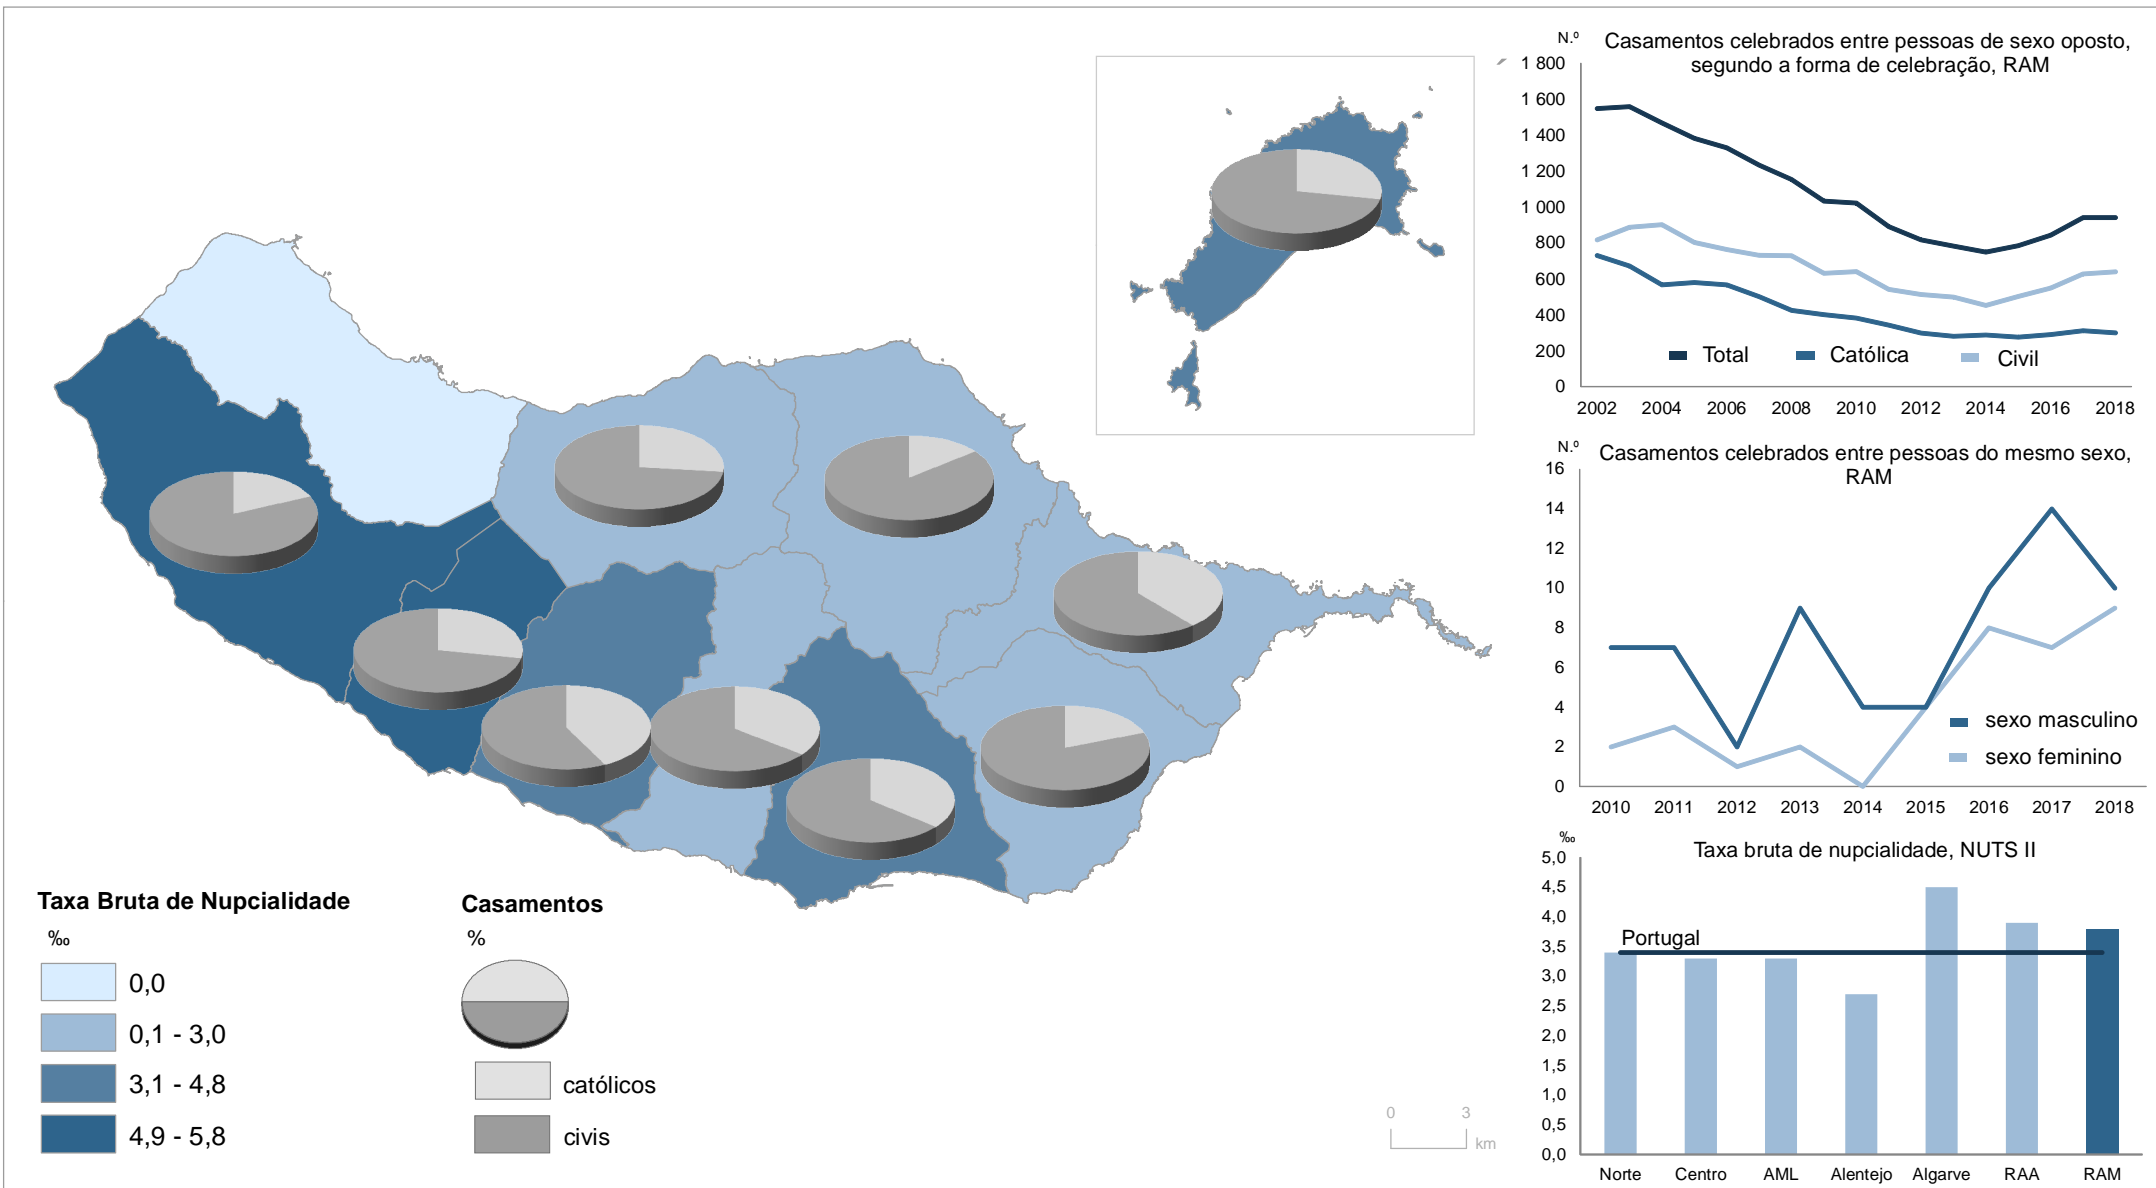 Taxa Bruta de Nupcialidade
‰
0,0
0,1 - 3,0
3,1 - 4,8
4,9 - 5,8
Casamentos
%
católicos
civis
0 3
km
N.º
Casamentos celebrados entre pessoas de sexo oposto,
segundo a forma de celebração, RAM
1 800
1 600
1 400
1 200
1 000
800
600
400
200
0
Total Católica Civil
2002 2004 2006 2008 2010 2012 2014 2016 2018
N.º
Casamentos celebrados entre pessoas do mesmo sexo,
RAM
16
14
12
10
8
6
4
2
0
sexo masculino
sexo feminino
2010 2011 2012 2013 2014 2015 2016 2017 2018
‰
Taxa bruta de nupcialidade, NUTS II
5,0
4,5
4,0
3,5
3,0
2,5
2,0
1,5
1,0
0,5
0,0
Portugal
Norte Centro AML Alentejo Algarve RAA RAM